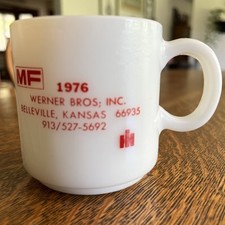 MF
1976
WERNER BROS; INC.
BELLEVILLE, KANSAS 66935
913/527-5692